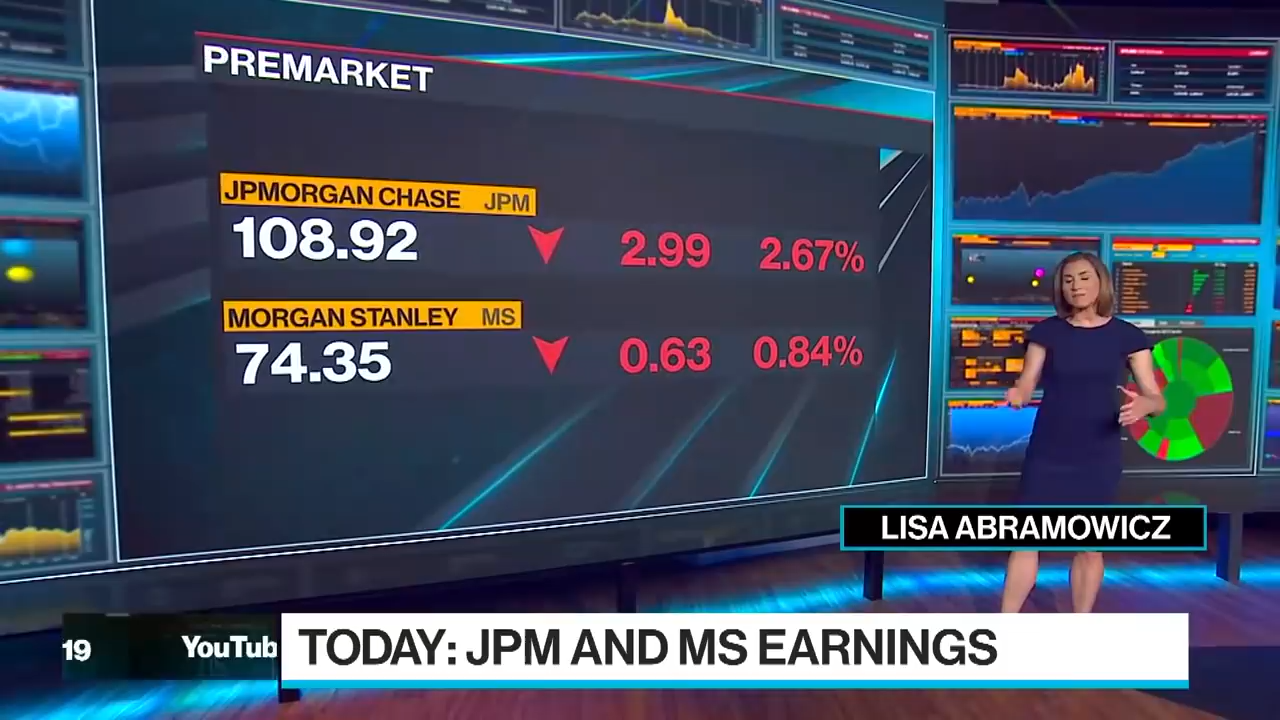 PREMARKET
JPMORGAN CHASE JPM
108.92 2.99 2.67%
MORGAN STANLEY MS
74.35 0.63 0.84%
LISA ABRAMOWICZ
19 YouTub
TODAY: JPM AND MS EARNINGS